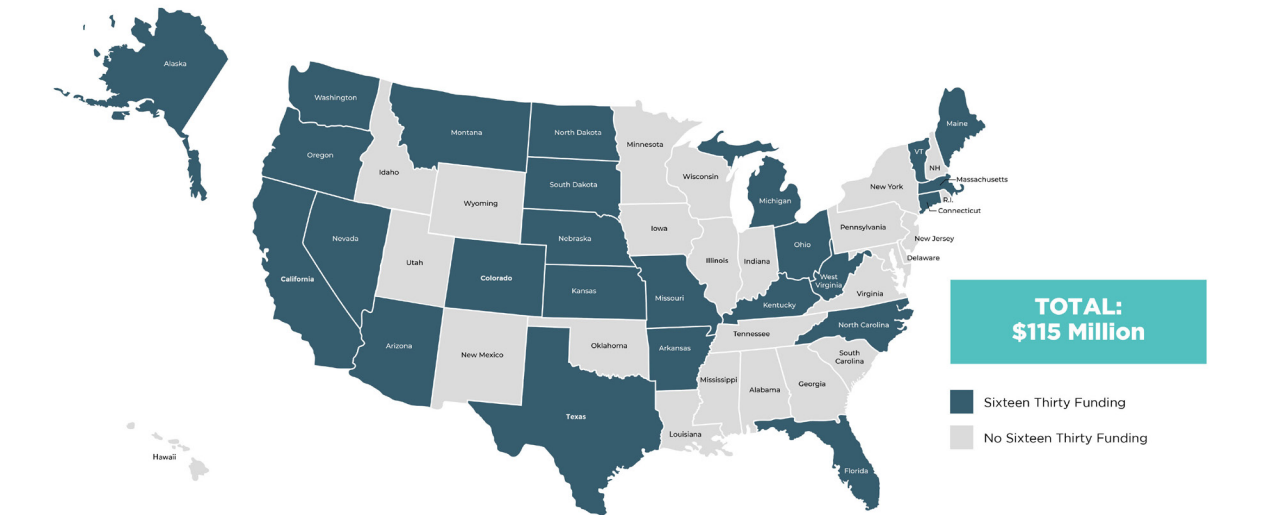 Alaska
Washington
Montana
North Dakota
Minnesota
Maine
Oregon
Idaho
South Dakota
Wisconsin
Michigan
New York
VT
NH
Massachusetts
R.I.
Connecticut
Wyoming
Nebraska
Iowa
Pennsylvania
New Jersey
Nevada
Utah
Colorado
Illinois
Indiana
Ohio
Delaware
California
Kansas
Missouri
West
Virginia
Virginia
Kentucky
Arizona
New Mexico
Oklahoma
Arkansas
Tennessee
North Carolina
South
Carolina
Mississippi
Alabama
Georgia
Texas
Louisiana
Florida
Hawaii
TOTAL:
$115 Million
Sixteen Thirty Funding
No Sixteen Thirty Funding